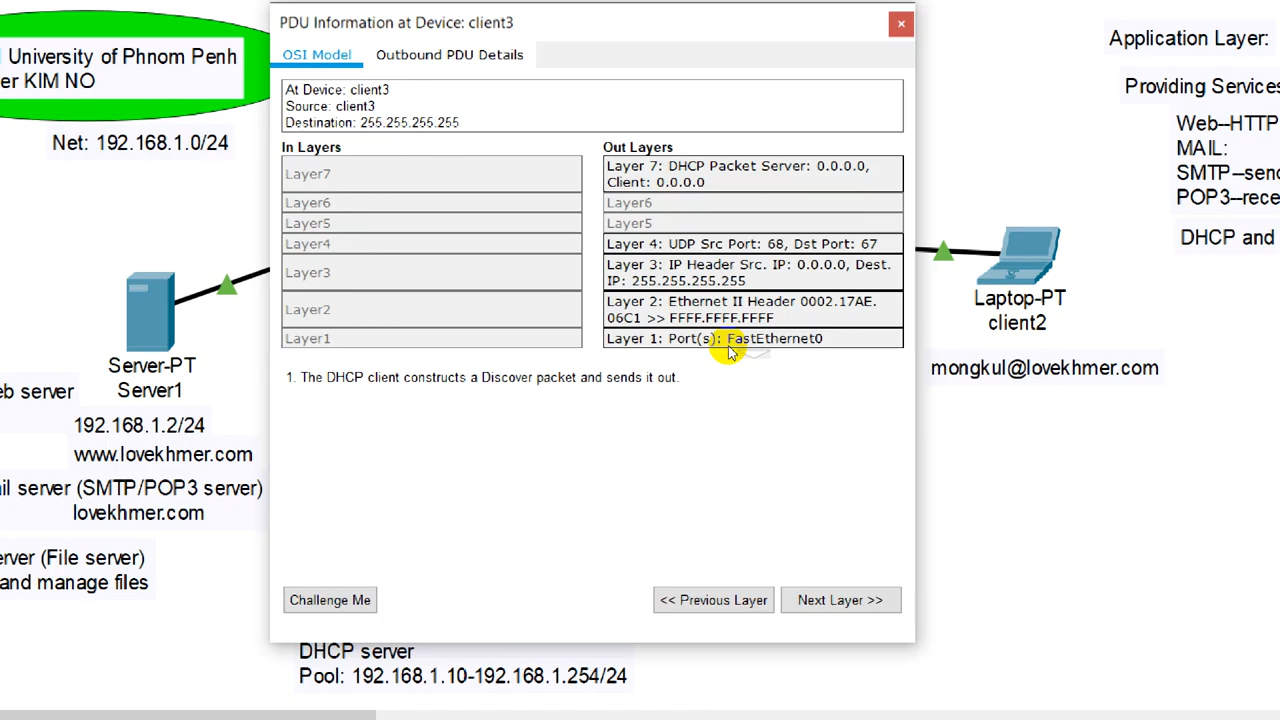 University of Phnom Penh
er KIM NO
Net: 192.168.1.0/24
PDU Information at Device: client3
×
OSI Model
Outbound PDU Details
At Device: client3
Source: client3
Destination: 255.255.255.255
In Layers
Layer7
Layer6
Layer5
Layer4
Layer3
Layer2
Layer1
Out Layers
Layer 7: DHCP Packet Server: 0.0.0.0,
Client: 0.0.0.0
Layer6
Layer5
Layer 4: UDP Src Port: 68, Dst Port: 67
Layer 3: IP Header Src. IP: 0.0.0.0, Dest.
IP: 255.255.255.255
Layer 2: Ethernet II Header 0002.17AE.
06C1 >> FFFF.FFFF.FFFF
Layer 1: Port(s): FastEthernet0
1. The DHCP client constructs a Discover packet and sends it out.
Challenge Me
<< Previous Layer
Next Layer >>
Server-PT
Server1
eb server
192.168.1.2/24
www.lovekhmer.com
il server (SMTP/POP3 server)
lovekhmer.com
erver (File server)
and manage files
DHCP server
Pool: 192.168.1.10-192.168.1.254/24
Application Layer:
Providing Services
Web--HTTP
MAIL:
SMTP--send
POP3--rece
DHCP and
Laptop-PT
client2
mongkul@lovekhmer.com